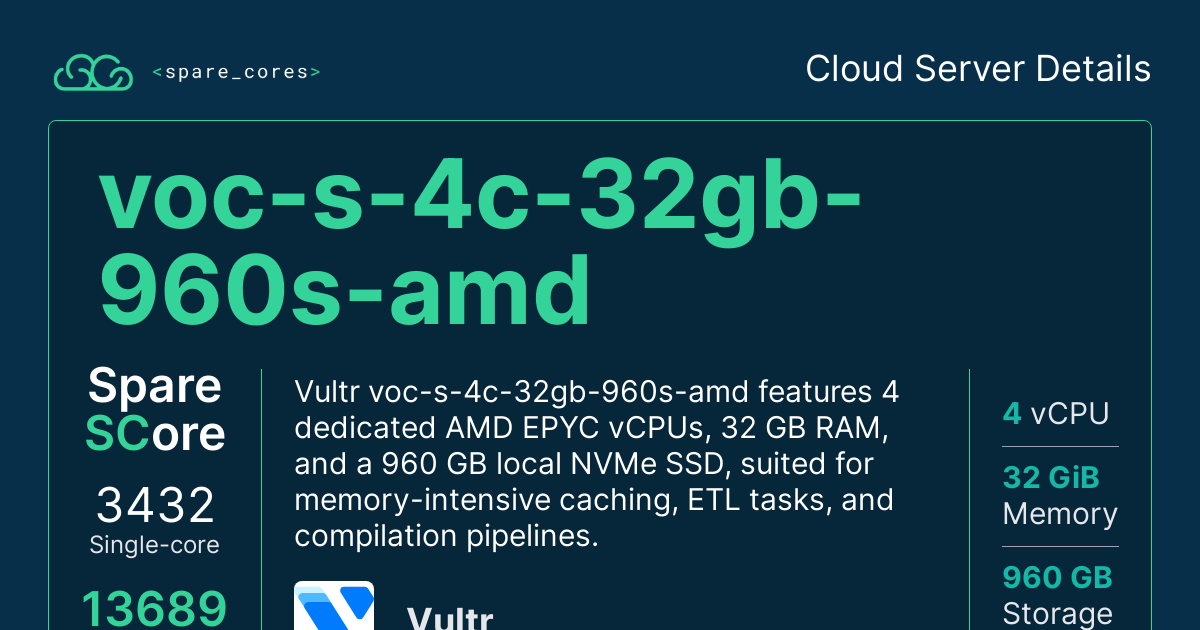 <spare_cores>
Cloud Server Details
voc-s-4c-32gb-
960s-amd
Spare
SCore
3432
Single-core
13689
Vultr voc-s-4c-32gb-960s-amd features 4
dedicated AMD EPYC vCPUs, 32 GB RAM,
and a 960 GB local NVMe SSD, suited for
memory-intensive caching, ETL tasks, and
compilation pipelines.
Vultr
4 vCPU
32 GiB
Memory
960 GB
Storage